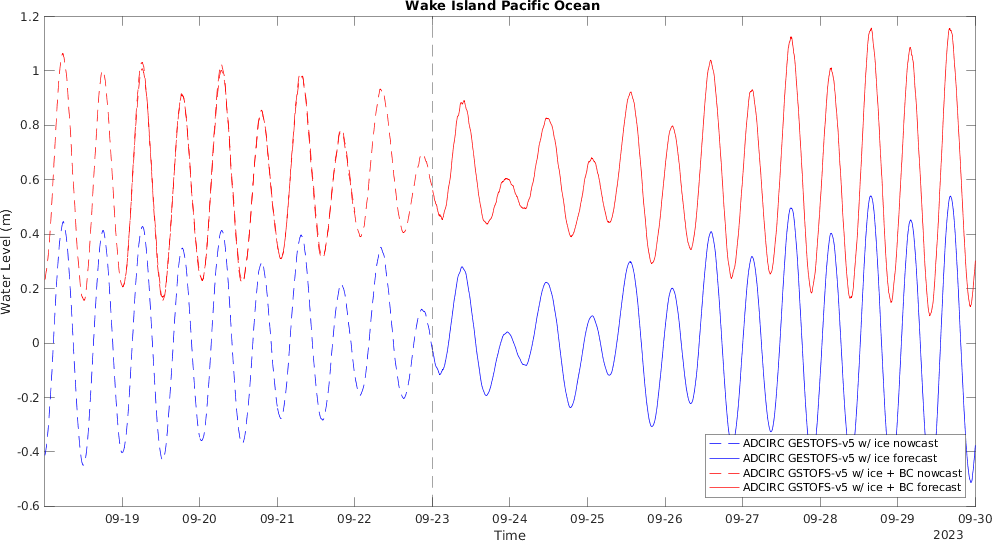 Wake Island Pacific Ocean
1.2
1
0.8
0.6
0.4
0.2
0
-0.2
-0.4
-0.6
Water Level (m)
ADCIRC GESTOFS-v5 w/ ice nowcast
ADCIRC GESTOFS-v5 w/ ice forecast
ADCIRC GSTOFS-v5 w/ ice + BC nowcast
ADCIRC GSTOFS-v5 w/ ice + BC forecast
09-19 09-20 09-21 09-22 09-23 09-24 09-25 09-26 09-27 09-28 09-29 09-30
Time
2023